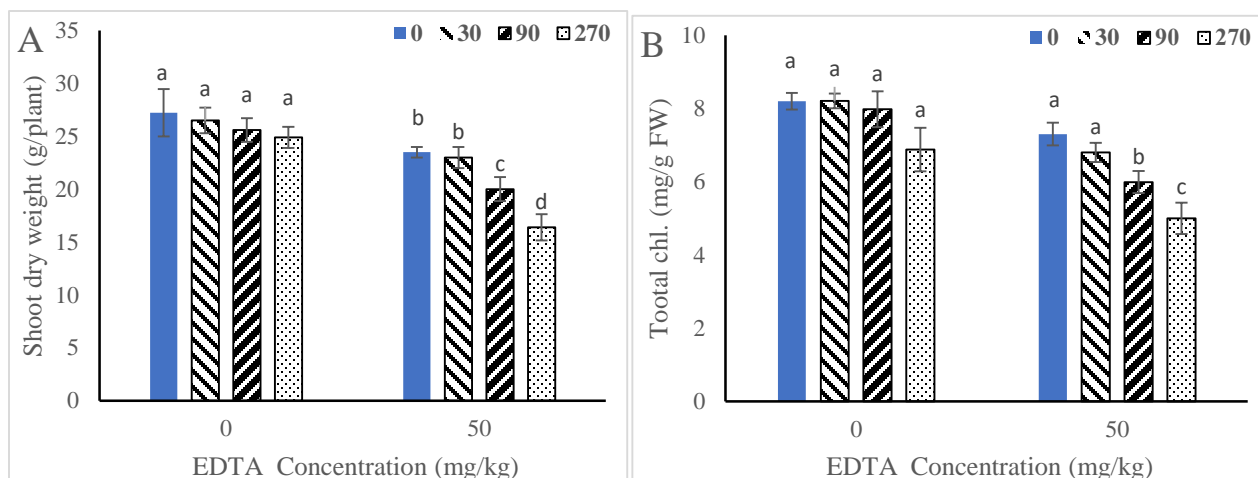 A
0 30 90 270
Shoot dry weight (g/plant)
35
30
25
20
15
10
5
0
a a a a b b c d
0 50
EDTA Concentration (mg/kg)
B
0 30 90 270
Tootal chl. (mg/g FW)
10
8
6
4
2
0
a a a a a a b c
0 50
EDTA Concentration (mg/kg)